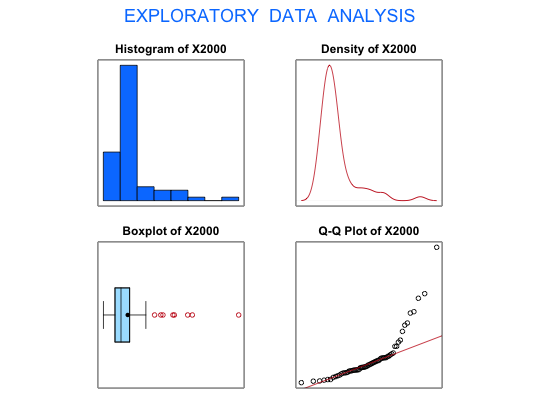 EXPLORATORY DATA ANALYSIS
Histogram of X2000
Density of X2000
Boxplot of X2000
Q-Q Plot of X2000